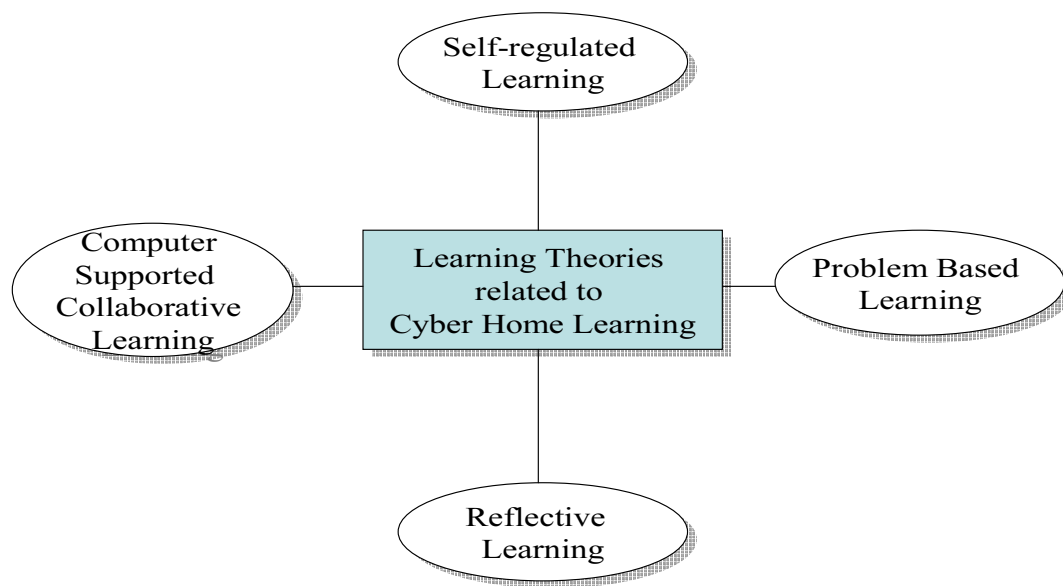 Self-regulated
Learning
Computer
Supported
Collaborative
Learning
Learning Theories
related to
Cyber Home Learning
Problem Based
Learning
Reflective
Learning